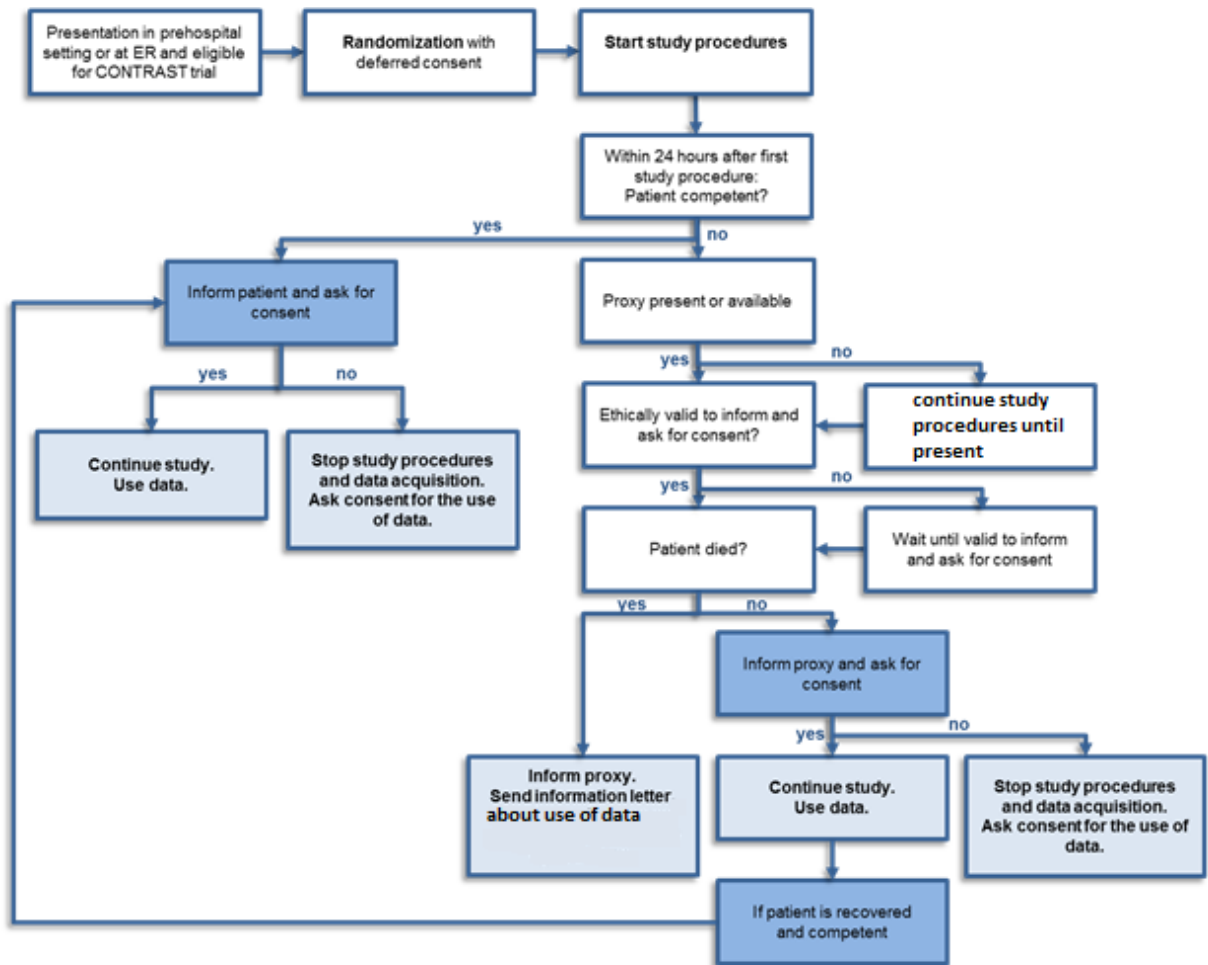 Presentation in prehospital
setting or at ER and eligible
for CONTRAST trial
Randomization with
deferred consent
Start study procedures
Within 24 hours after first
study procedure:
Patient competent?
yes
no
Inform patient and ask for
consent
Proxy present or available
yes
no
yes
no
Continue study.
Use data.
Stop study procedures
and data acquisition.
Ask consent for the use
of data.
Ethically valid to inform and
ask for consent?
continue study
procedures until
present
yes
no
Patient died?
Wait until valid to inform
and ask for consent
yes
no
Inform proxy and ask for
consent
yes
no
Inform proxy.
Send information letter
about use of data
Continue study.
Use data.
Stop study procedures
and data acquisition.
Ask consent for the use of
data.
If patient is recovered
and competent